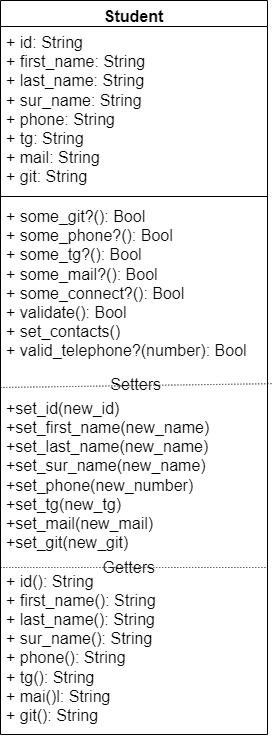 Student
+ id: String
+ first_name: String
+ last_name: String
+ sur_name: String
+ phone: String
+ tg: String
+ mail: String
+ git: String
+ some_git?(): Bool
+ some_phone?(): Bool
+ some_tg?(): Bool
+ some_mail?(): Bool
+ some_connect?(): Bool
+ validate(): Bool
+ set_contacts()
+ valid_telephone?(number): Bool
Setters
+set_id(new_id)
+set_first_name(new_name)
+set_last_name(new_name)
+set_sur_name(new_name)
+set_phone(new_number)
+set_tg(new_tg)
+set_mail(new_mail)
+set_git(new_git)
Getters
+ id(): String
+ first_name(): String
+ last_name(): String
+ sur_name(): String
+ phone(): String
+ tg(): String
+ mai()l: String
+ git(): String